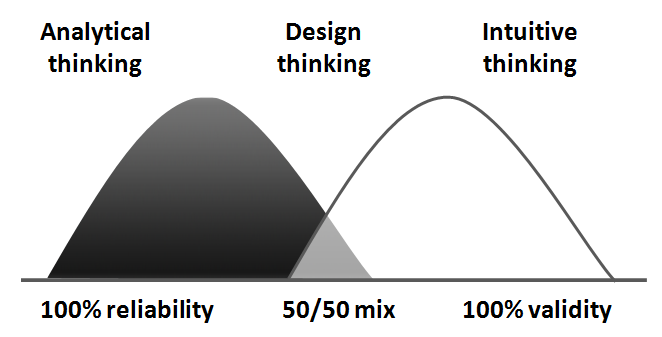 Analytical
thinking
Design
thinking
Intuitive
thinking
100% reliability
50/50 mix
100% validity